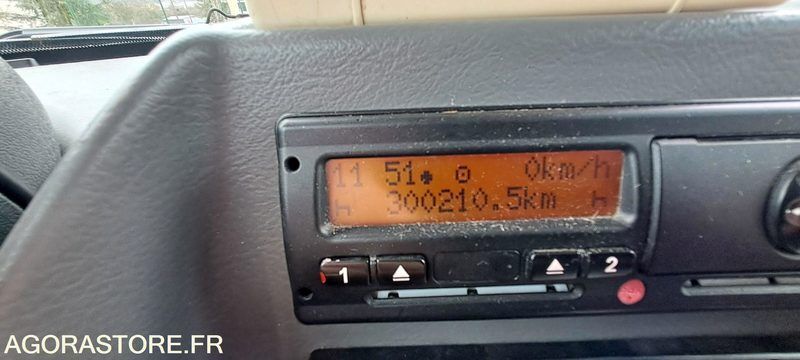 11 51 0km/h
h 300210.5km h
1 2
AGORASTORE.FR